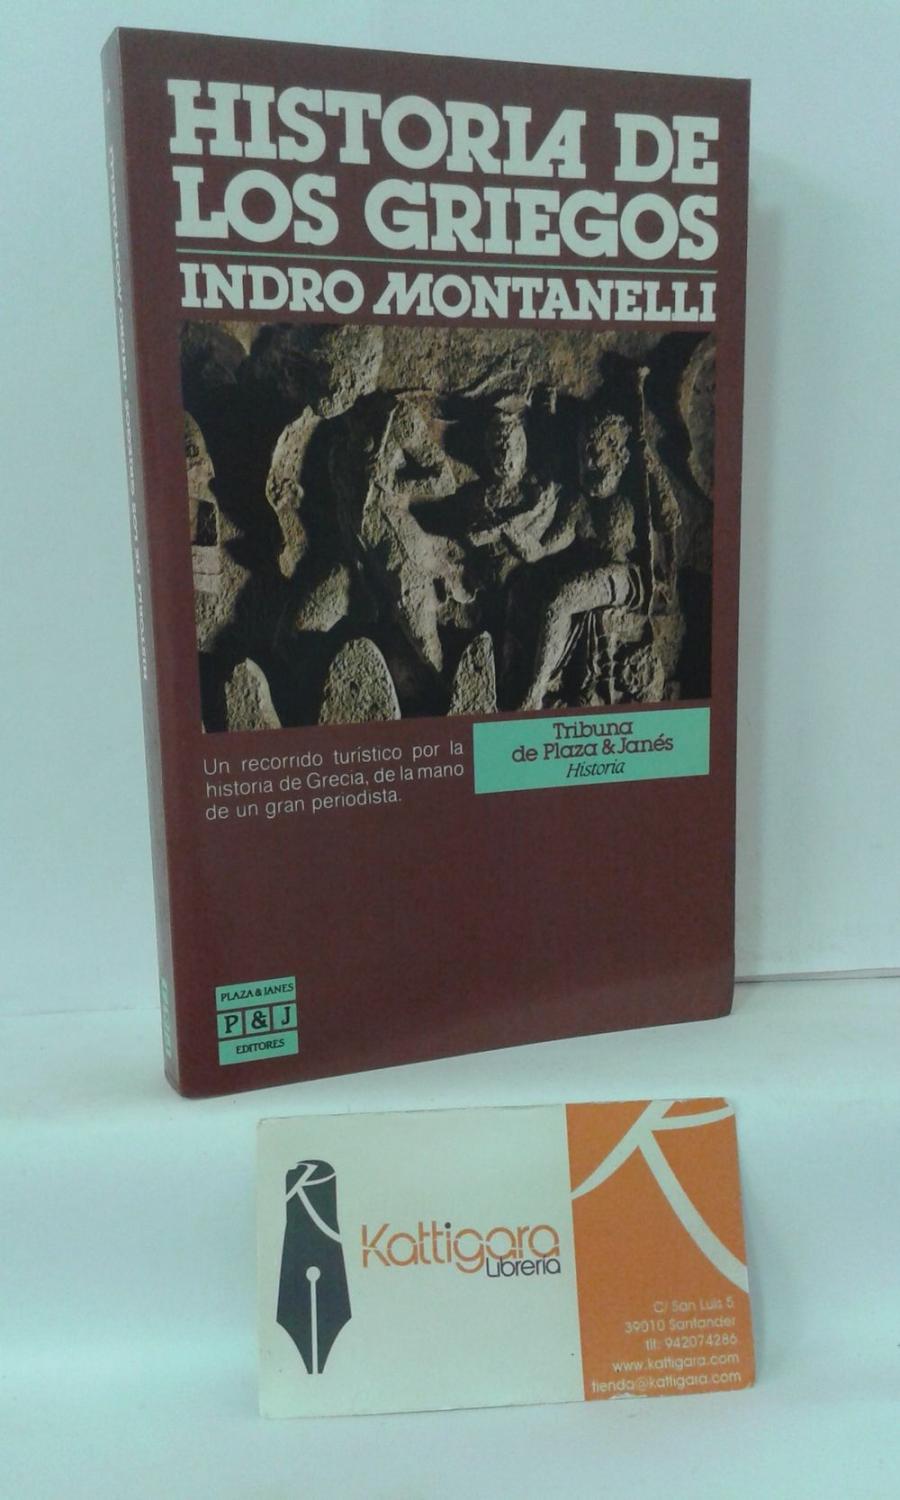 HISTORIA DE
LOS GRIEGOS
INDRO MONTANELLI
Un recorrido turístico por la
historia de Grecia, de la mano
de un gran periodista.
Tribuna
de Plaza & Janés
Historia
PLAZA & JANES
P & J
EDITORES
Kattigara
Librería
C/ San Luis 5
39010 Santander
tlf: 942074286
www.kattigara.com
tienda@kattigara.com